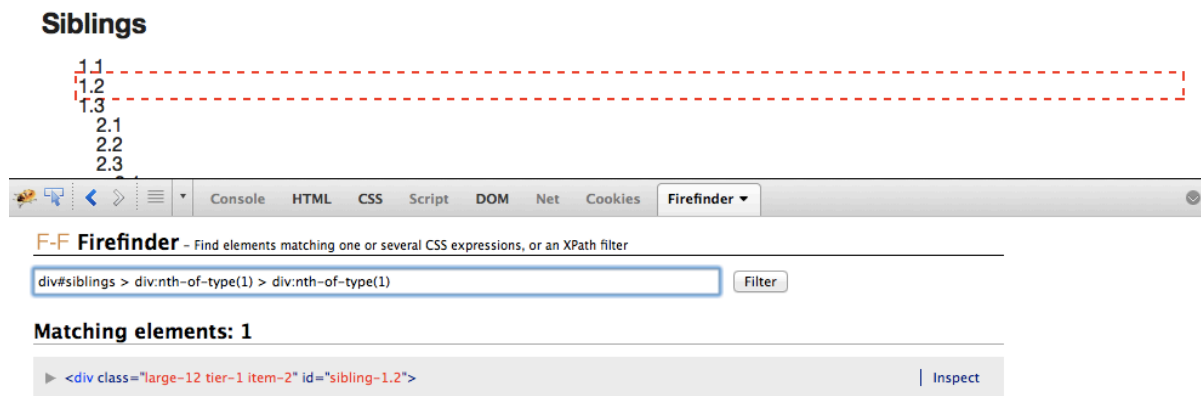 Siblings
1.1
1.2
1.3
2.1
2.2
2.3
Console HTML CSS Script DOM Net Cookies Firefinder
F-F Firefinder – Find elements matching one or several CSS expressions, or an XPath filter
div#siblings > div:nth-of-type(1) > div:nth-of-type(1) Filter
Matching elements: 1
<div class="large-12 tier-1 item-2" id="sibling-1.2"> Inspect